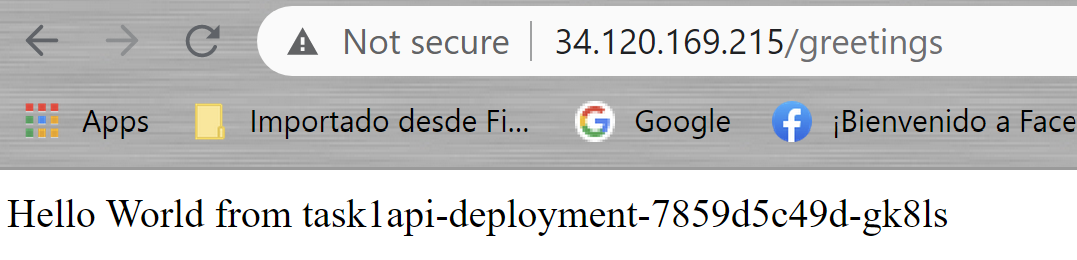 Not secure 34.120.169.215/greetings
Apps Importado desde Fi... Google ¡Bienvenido a Face
Hello World from task1api-deployment-7859d5c49d-gk8ls